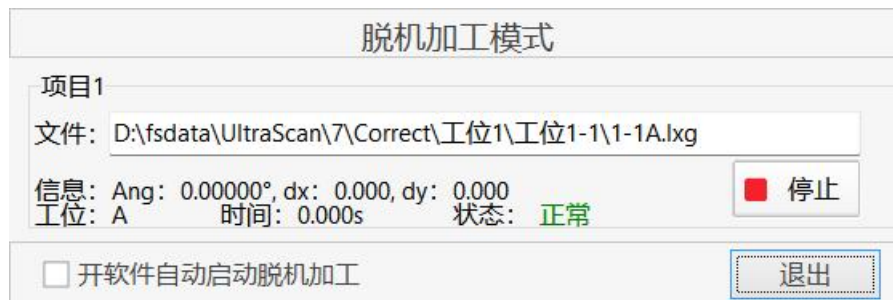 脱机加工模式
项目1
文件： D:\fsdata\UltraScan\7\Correct\工位1\工位1-1\1-1A.lxg
信息： Ang： 0.00000°, dx： 0.000, dy： 0.000
工位： A 时间： 0.000s 状态： 正常
停止
开软件自动启动脱机加工
退出